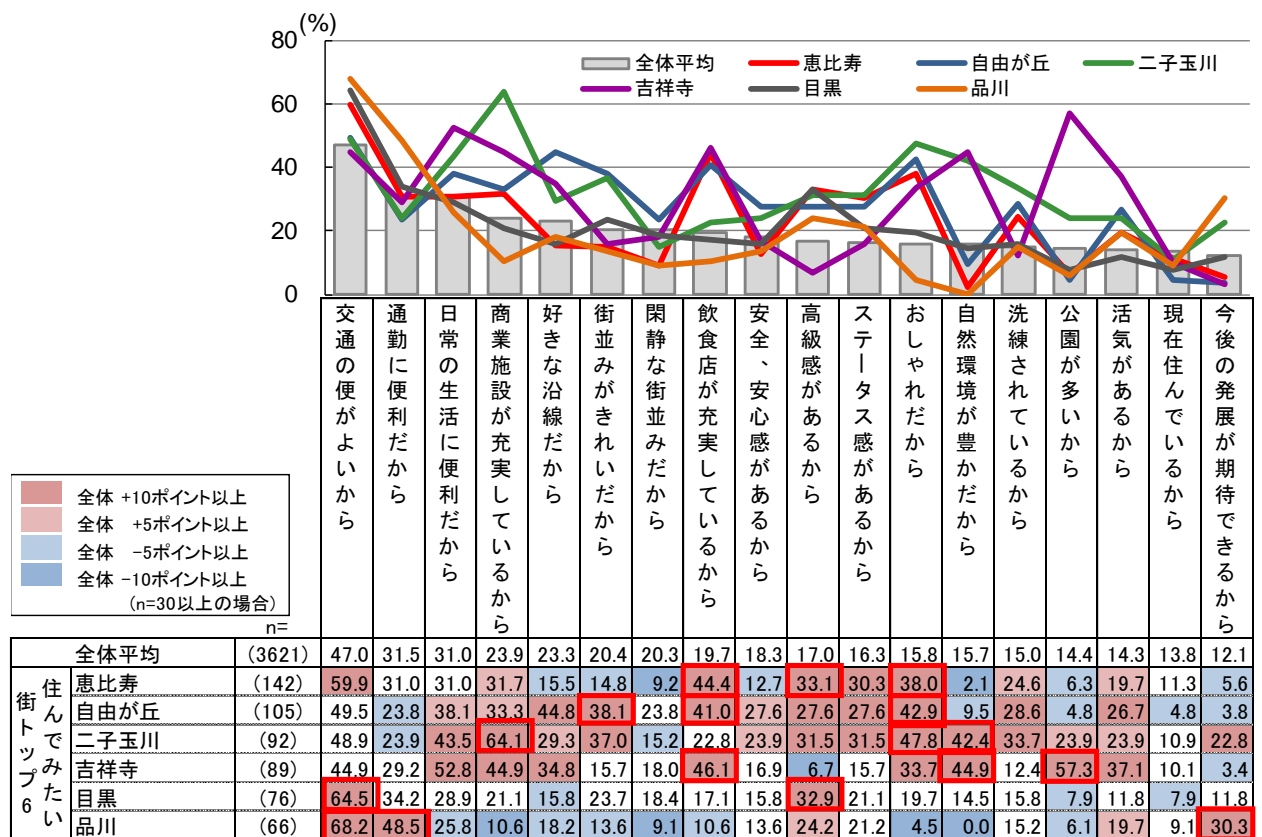 (%)
80
60
40
20
0
全体平均 恵比寿 自由が丘 二子玉川
吉祥寺 目黒 品川
交通の便がよいから
通勤に便利だから
日常の生活に便利だから
商業施設が充実しているから
好きな沿線だから
街並みがきれいだから
閑静な街並みだから
飲食店が充実しているから
安全、安心感があるから
高級感があるから
ステータス感があるから
おしゃれだから
自然環境が豊かだから
洗練されているから
公園が多いから
活気があるから
現在住んでいるから
今後の発展が期待できるから
全体 +10ポイント以上
全体 +5ポイント以上
全体 -5ポイント以上
全体 -10ポイント以上
(n=30以上の場合)
n=
全体平均 (3621) 47.0 31.5 31.0 23.9 23.3 20.4 20.3 19.7 18.3 17.0 16.3 15.8 15.7 15.0 14.4 14.3 13.8 12.1
住んでみたい
街トップ6
恵比寿 (142) 59.9 31.0 31.0 31.7 15.5 14.8 9.2 44.4 12.7 33.1 30.3 38.0 2.1 24.6 6.3 19.7 11.3 5.6
自由が丘 (105) 49.5 23.8 38.1 33.3 44.8 38.1 23.8 41.0 27.6 27.6 27.6 42.9 9.5 28.6 4.8 26.7 4.8 3.8
二子玉川 (92) 48.9 23.9 43.5 64.1 29.3 37.0 15.2 22.8 23.9 31.5 31.5 47.8 42.4 33.7 23.9 23.9 10.9 22.8
吉祥寺 (89) 44.9 29.2 52.8 44.9 34.8 15.7 18.0 46.1 16.9 6.7 15.7 33.7 44.9 12.4 57.3 37.1 10.1 3.4
目黒 (76) 64.5 34.2 28.9 21.1 15.8 23.7 18.4 17.1 15.8 32.9 21.1 19.7 14.5 15.8 7.9 11.8 7.9 11.8
品川 (66) 68.2 48.5 25.8 10.6 18.2 13.6 9.1 10.6 13.6 24.2 21.2 4.5 0.0 15.2 6.1 19.7 9.1 30.3